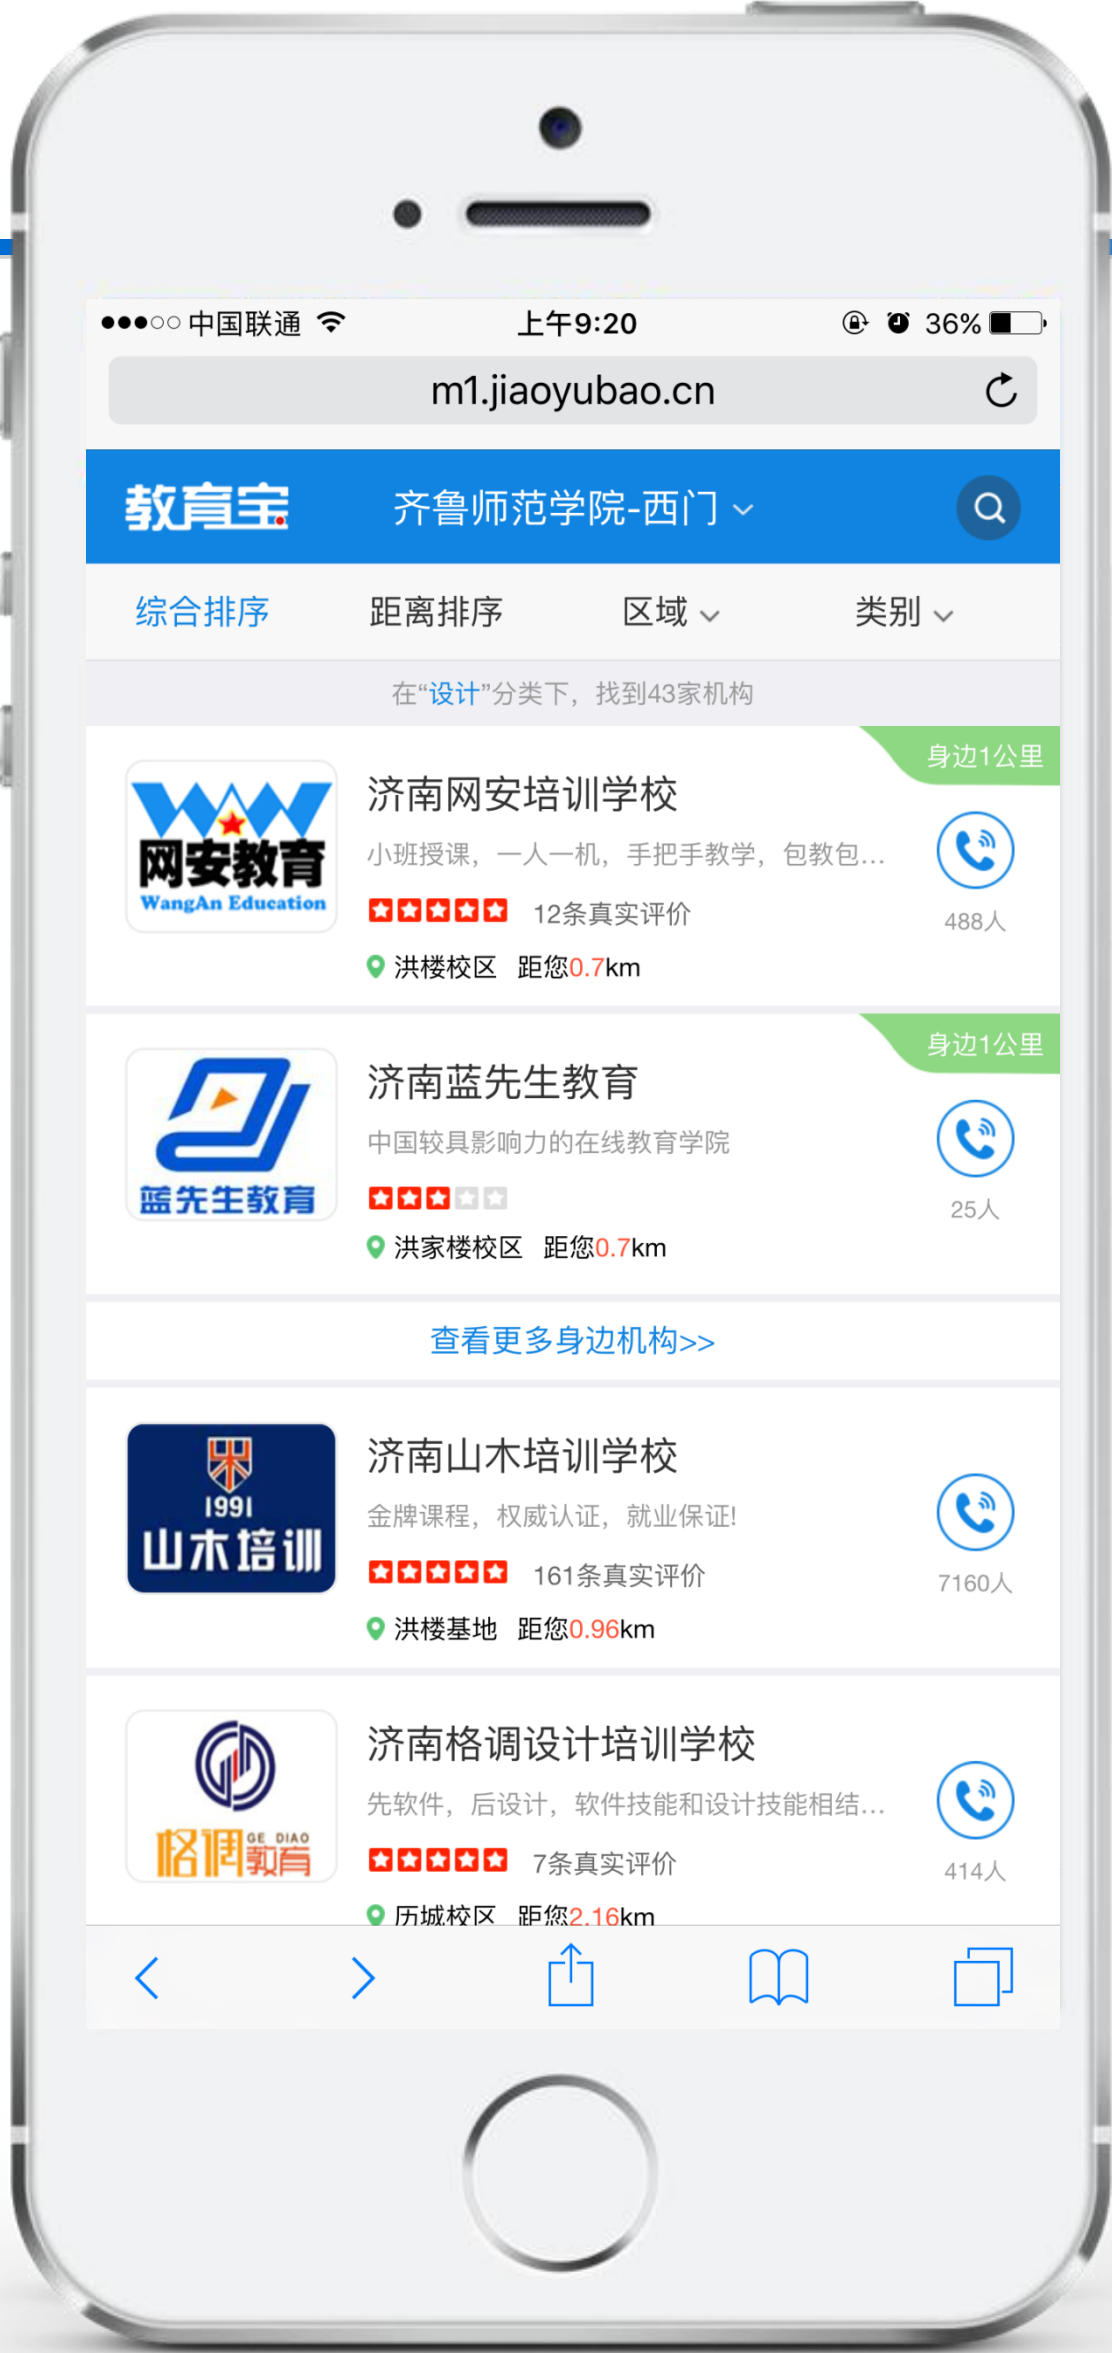 中国联通 上午9:20 36%
m1.jiaoyubao.cn
教育宝 齐鲁师范学院-西门
综合排序 距离排序 区域 类别
在“设计”分类下，找到43家机构
身边1公里
网安教育
WangAn Education
济南网安培训学校
小班授课，一人一机，手把手教学，包教包...
12条真实评价
488人
洪楼校区 距您0.7km
身边1公里
蓝先生教育
济南蓝先生教育
中国较具影响力的在线教育学院
25人
洪家楼校区 距您0.7km
查看更多身边机构>>
1991
山木培训
济南山木培训学校
金牌课程，权威认证，就业保证!
161条真实评价
7160人
洪楼基地 距您0.96km
格调教育
GE DIAO
济南格调设计培训学校
先软件，后设计，软件技能和设计技能相结...
7条真实评价
414人
历城校区 距您2.16km